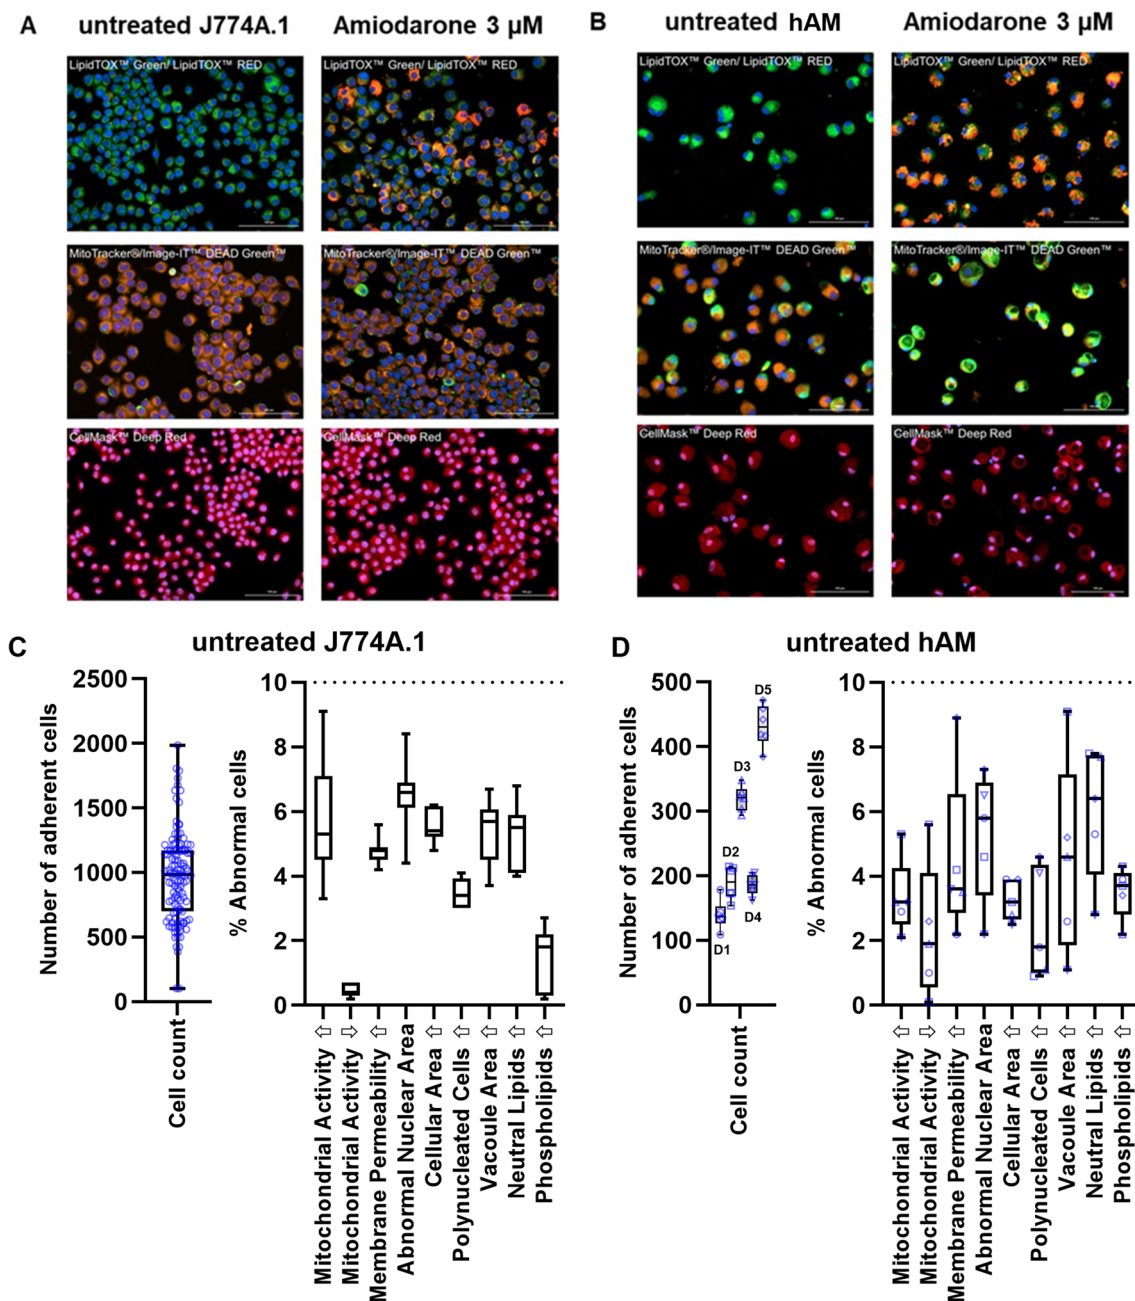 A
untreated J774A.1
Amiodarone 3 µM
B
untreated hAM
Amiodarone 3 µM
LipidTOX™ Green/ LipidTOX™ RED
LipidTOX™ Green/ LipidTOX™ RED
LipidTOX™ Green/ LipidTOX™ RED
LipidTOX™ Green/ LipidTOX™ RED
MitoTracker®/Image-IT™ DEAD Green™
MitoTracker®/Image-IT™ DEAD Green™
MitoTracker®/Image-IT™ DEAD Green™
MitoTracker®/Image-IT™ DEAD Green™
CellMask™ Deep Red
CellMask™ Deep Red
CellMask™ Deep Red
CellMask™ Deep Red
C
untreated J774A.1
Number of adherent cells
2500
2000
1500
1000
500
0
Cell count
% Abnormal cells
10
8
6
4
2
0
Mitochondrial Activity ⇧
Mitochondrial Activity ⇩
Membrane Permeability ⇧
Abnormal Nuclear Area
Cellular Area ⇧
Polynucleated Cells ⇧
Vacoule Area ⇧
Neutral Lipids ⇧
Phospholipids ⇧
D
untreated hAM
Number of adherent cells
500
400
300
200
100
0
D1
D2
D3
D4
D5
Cell count
% Abnormal cells
10
8
6
4
2
0
Mitochondrial Activity ⇧
Mitochondrial Activity ⇩
Membrane Permeability ⇧
Abnormal Nuclear Area
Cellular Area ⇧
Polynucleated Cells ⇧
Vacoule Area ⇧
Neutral Lipids ⇧
Phospholipids ⇧